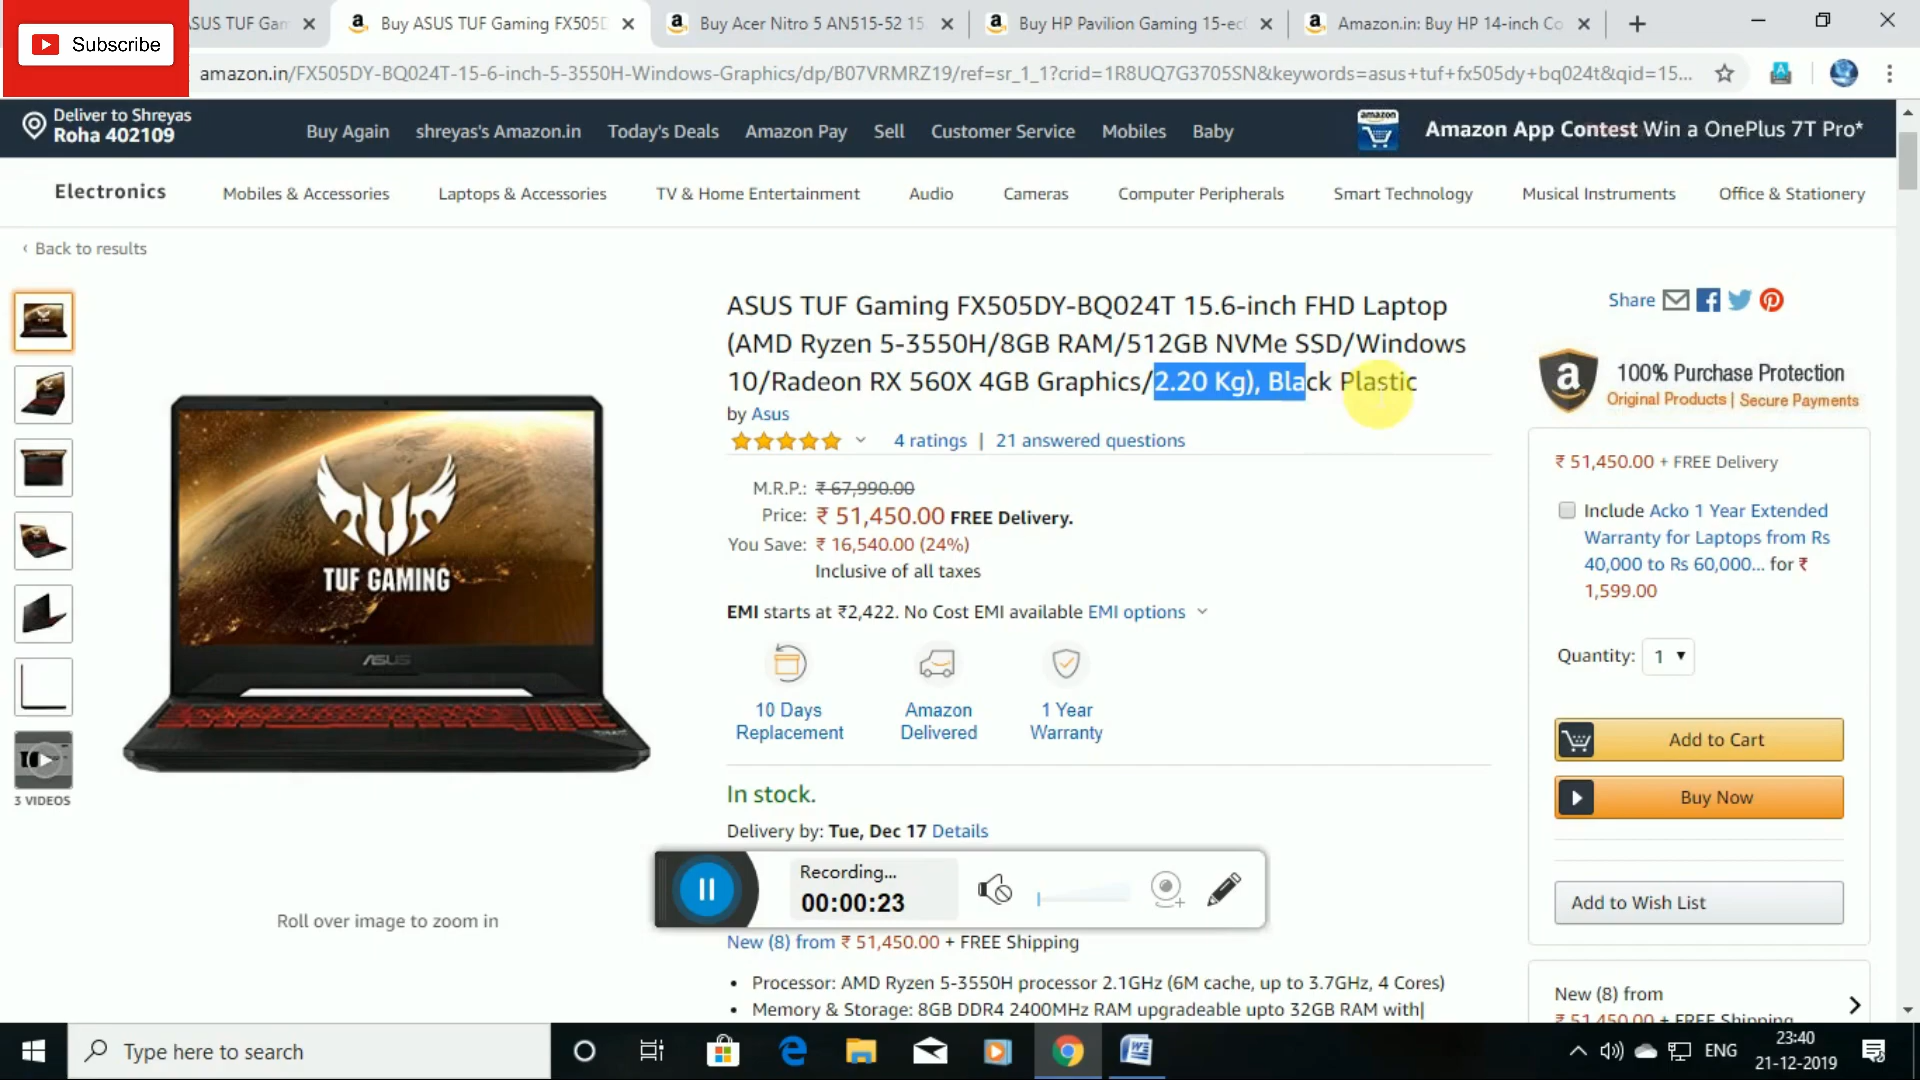 Subscribe
ASUS TUF Gam
Buy ASUS TUF Gaming FX505D
Buy Acer Nitro 5 AN515-52 15.
Buy HP Pavilion Gaming 15-ec
Amazon.in: Buy HP 14-inch Co
amazon.in/FX505DY-BQ024T-15-6-inch-5-3550H-Windows-Graphics/dp/B07VRMRZ19/ref=sr_1_1?crid=1R8UQ7G3705SN&keywords=asus+tuf+fx505dy+bq024t&qid=15...
Deliver to Shreyas
Roha 402109
Buy Again
shreyas's Amazon.in
Today's Deals
Amazon Pay
Sell
Customer Service
Mobiles
Baby
amazon
Amazon App Contest Win a OnePlus 7T Pro*
Electronics
Mobiles & Accessories
Laptops & Accessories
TV & Home Entertainment
Audio
Cameras
Computer Peripherals
Smart Technology
Musical Instruments
Office & Stationery
‹ Back to results
ASUS TUF Gaming FX505DY-BQ024T 15.6-inch FHD Laptop
(AMD Ryzen 5-3550H/8GB RAM/512GB NVMe SSD/Windows
10/Radeon RX 560X 4GB Graphics/2.20 Kg), Black Plastic
by Asus
4 ratings | 21 answered questions
M.R.P.: ₹ 67,990.00
Price: ₹ 51,450.00 FREE Delivery.
You Save: ₹ 16,540.00 (24%)
Inclusive of all taxes
EMI starts at ₹2,422. No Cost EMI available EMI options
10 Days
Replacement
Amazon
Delivered
1 Year
Warranty
In stock.
Delivery by: Tue, Dec 17 Details
Recording...
00:00:23
New (8) from ₹ 51,450.00 + FREE Shipping
• Processor: AMD Ryzen 5-3550H processor 2.1GHz (6M cache, up to 3.7GHz, 4 Cores)
• Memory & Storage: 8GB DDR4 2400MHz RAM upgradeable upto 32GB RAM with|
TUF GAMING
ASUS
3 VIDEOS
Roll over image to zoom in
Share
100% Purchase Protection
Original Products | Secure Payments
₹ 51,450.00 + FREE Delivery
Include Acko 1 Year Extended
Warranty for Laptops from Rs
40,000 to Rs 60,000... for ₹
1,599.00
Quantity: 1
Add to Cart
Buy Now
Add to Wish List
New (8) from
₹ 51,450.00 + FREE Shipping
Type here to search
ENG
23:40
21-12-2019